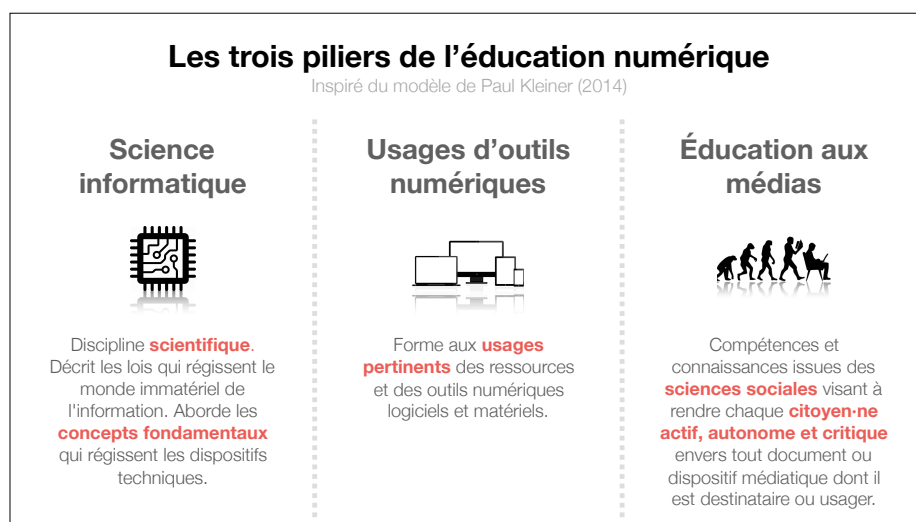 Les trois piliers de l’éducation numérique
Inspiré du modèle de Paul Kleiner (2014)
Science
informatique
Discipline scientifique.
Décrit les lois qui régissent le
monde immatériel de
l'information. Aborde les
concepts fondamentaux
qui régissent les dispositifs
techniques.
Usages d’outils
numériques
Forme aux usages
pertinents des ressources
et des outils numériques
logiciels et matériels.
Éducation aux
médias
Compétences et
connaissances issues des
sciences sociales visant à
rendre chaque citoyen·ne
actif, autonome et critique
envers tout document ou
dispositif médiatique dont il
est destinataire ou usager.